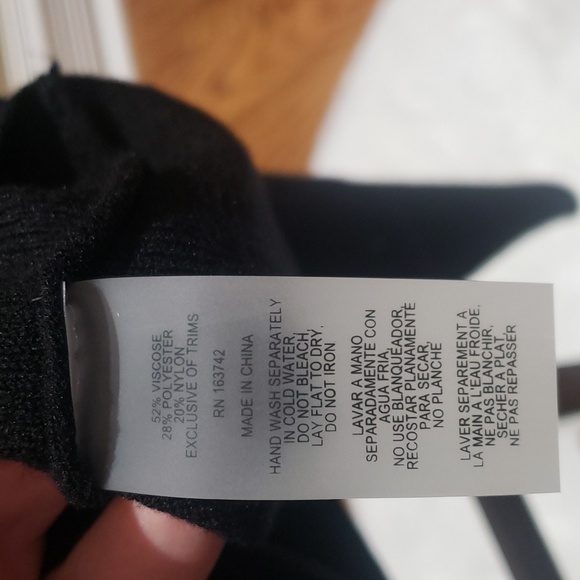 52% VISCOSE
28% POLYESTER
20% NYLON
EXCLUSIVE OF TRIMS
RN 163742
MADE IN CHINA
HAND WASH SEPARATELY
IN COLD WATER,
DO NOT BLEACH,
LAY FLAT TO DRY,
DO NOT IRON
LAVAR A MANO
SEPARADAMENTE CON
AGUA FRIA,
NO USE BLANQUEADOR,
RECOSTAR PLANAMENTE
PARA SECAR,
NO PLANCHE
LAVER SEPAREMENT A
LA MAIN A L'EAU FROIDE,
NE PAS BLANCHIR,
SECHER A PLAT,
NE PAS REPASSER